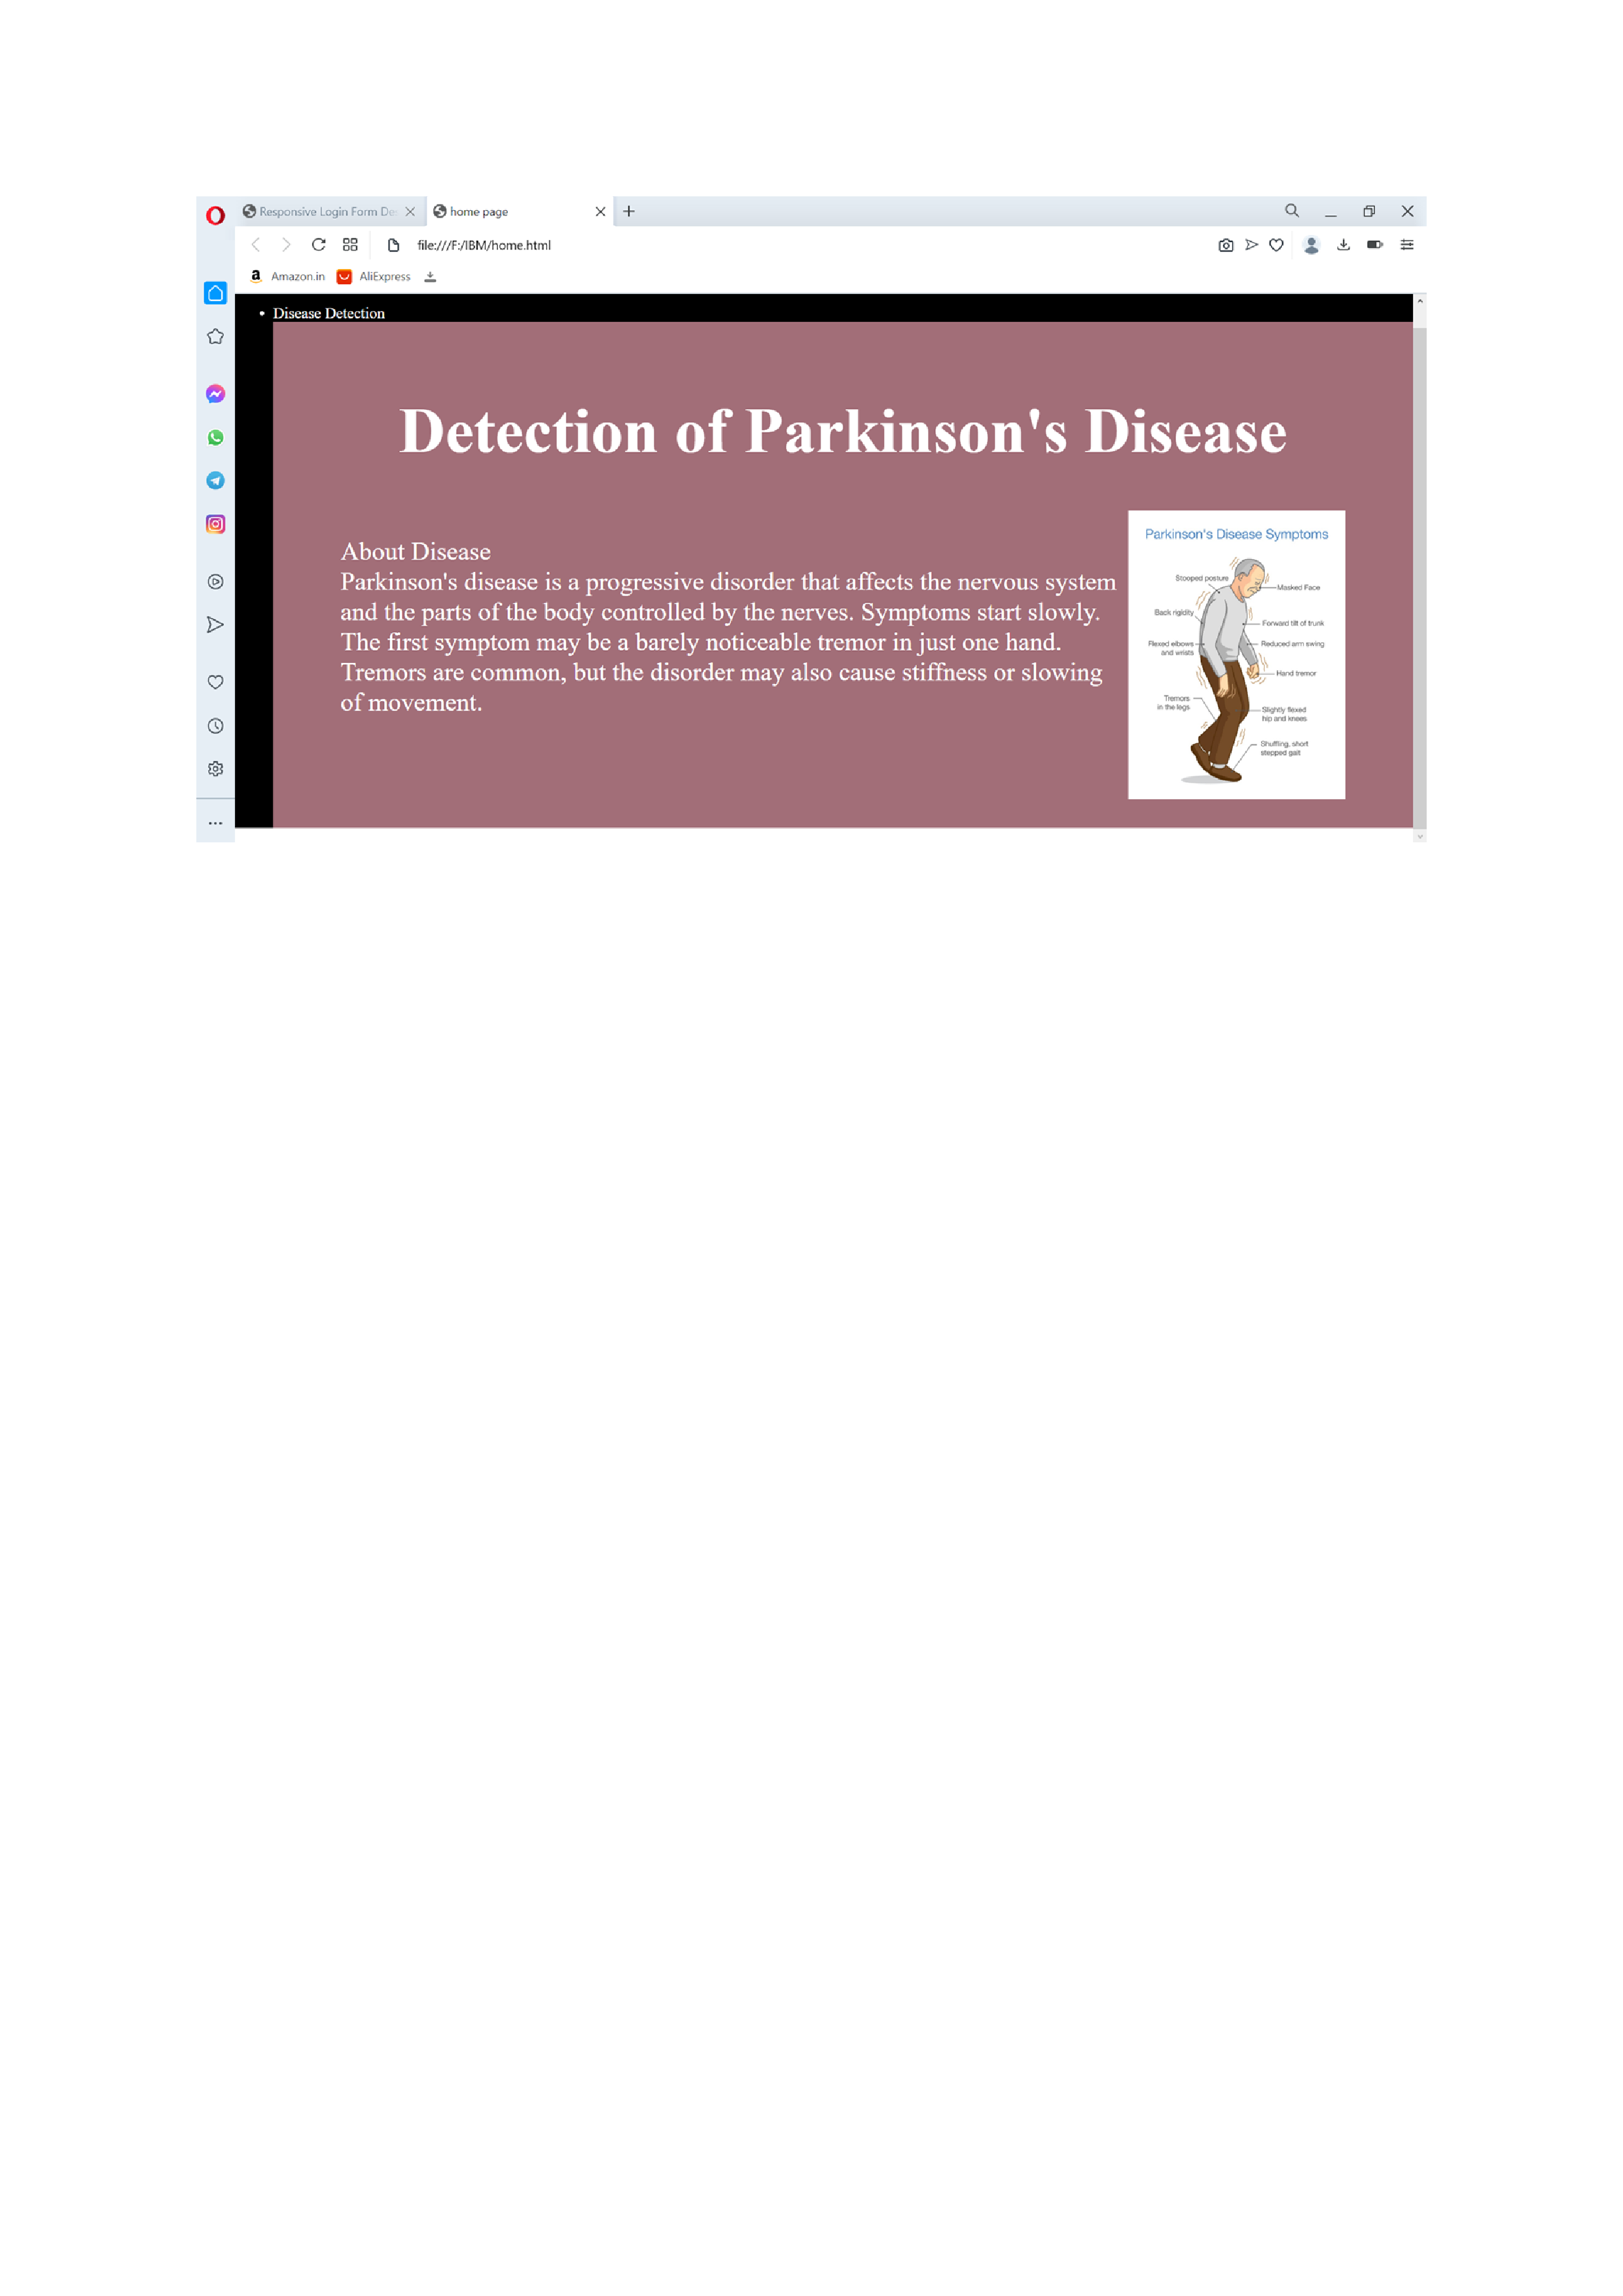 Responsive Login Form De
home page
file:///F:/IBM/home.html
Amazon.in
AliExpress
• Disease Detection
Detection of Parkinson's Disease
About Disease
Parkinson's disease is a progressive disorder that affects the nervous system
and the parts of the body controlled by the nerves. Symptoms start slowly.
The first symptom may be a barely noticeable tremor in just one hand.
Tremors are common, but the disorder may also cause stiffness or slowing
of movement.
Parkinson's Disease Symptoms
Stooped posture
Masked Face
Back rigidity
Forward tilt of trunk
Flexed elbows
and wrists
Reduced arm swing
Hand tremor
Tremors
in the legs
Slightly flexed
hip and knees
Shuffling, short
stepped gait